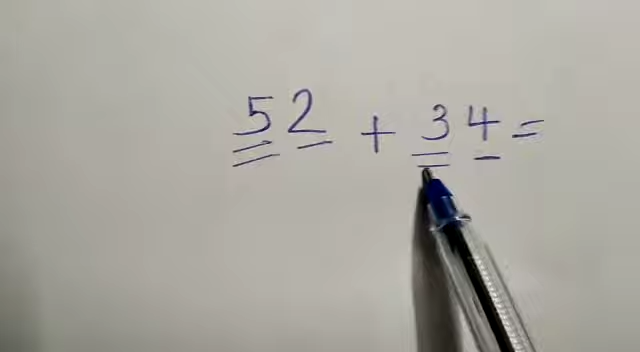 52 + 34 =